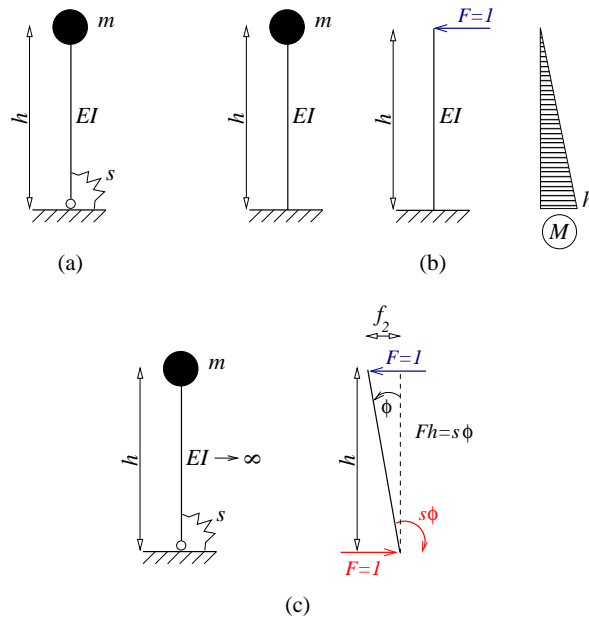 m
h
EI
s
(a)
m
h
EI
F=1
h
EI
h
M
(b)
m
h
EI → ∞
s
f₂
F=1
ϕ
h
Fh=sϕ
sϕ
F=1
(c)